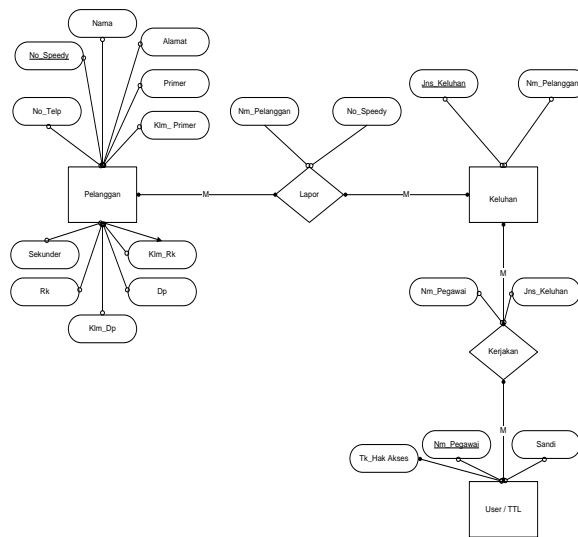 Nama
No_Speedy
Alamat
No_Telp
Primer
Klm_ Primer
Nm_Pelanggan
No_Speedy
Jns_Keluhan
Nm_Pelanggan
Pelanggan
M
Lapor
M
Keluhan
Sekunder
Klm_Rk
Rk
Dp
Klm_Dp
M
Nm_Pegawai
Jns_Keluhan
Kerjakan
M
Tk_Hak Akses
Nm_Pegawai
Sandi
User / TTL